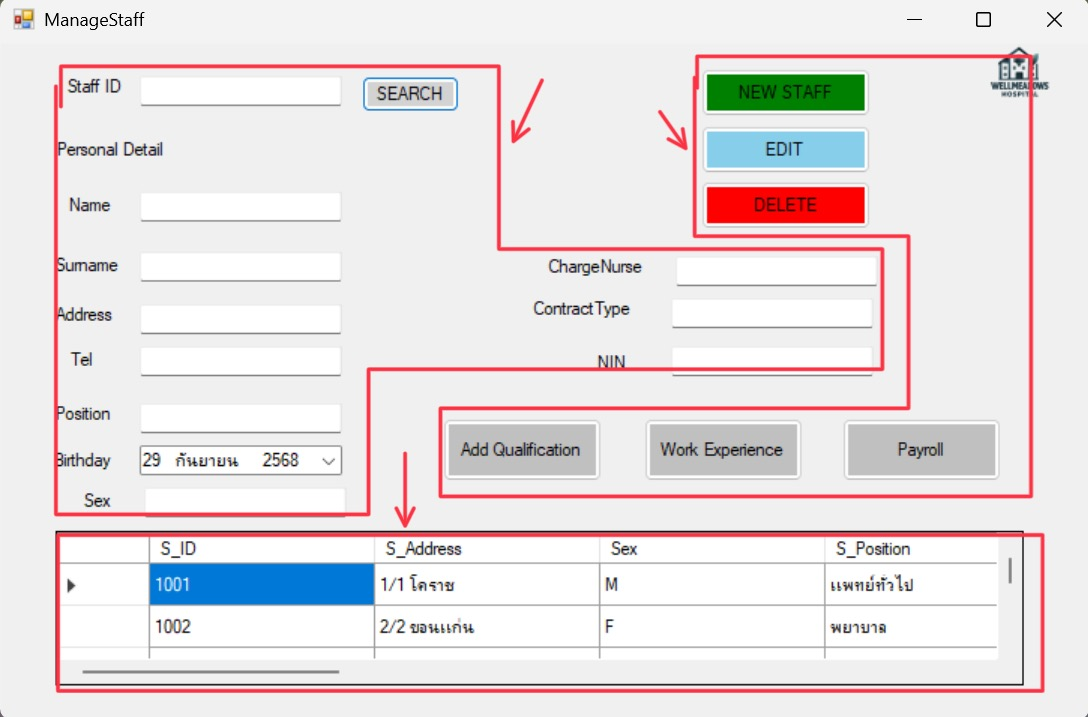 ManageStaff
Staff ID
SEARCH
NEW STAFF
WELLMEADOWS
HOSPITAL
Personal Detail
EDIT
Name
DELETE
Surname
ChargeNurse
Address
ContractType
Tel
NIN
Position
Birthday 29 กันยายน 2568
Add Qualification
Work Experience
Payroll
Sex
S_ID S_Address Sex S_Position
1001 1/1 โคราช M แพทย์ทั่วไป
1002 2/2 ขอนแก่น F พยาบาล